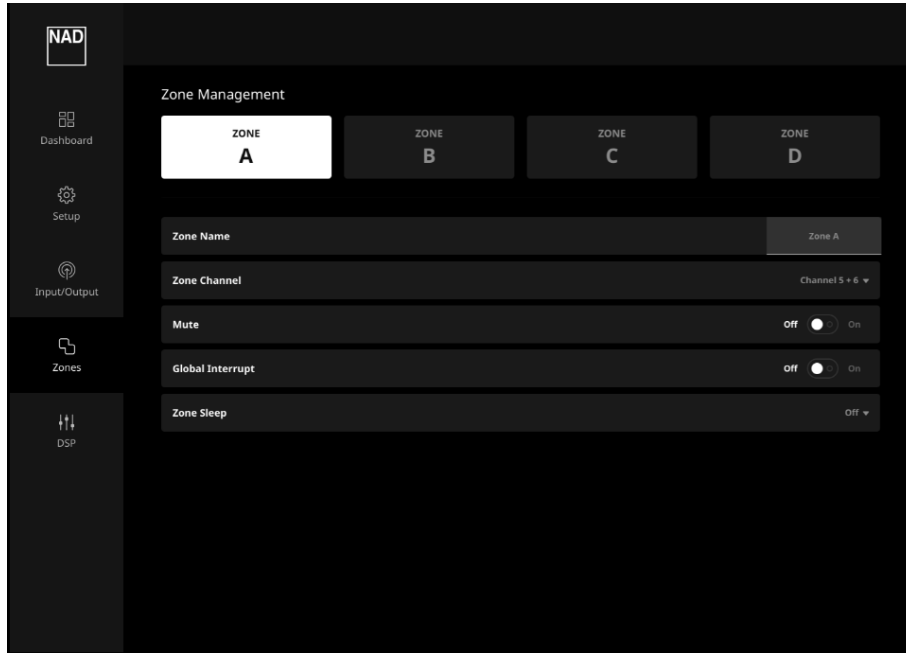 NAD
Dashboard
Setup
Input/Output
Zones
DSP
Zone Management
ZONE
A
ZONE
B
ZONE
C
ZONE
D
Zone Name Zone A
Zone Channel Channel 5 + 6
Mute Off On
Global Interrupt Off On
Zone Sleep Off